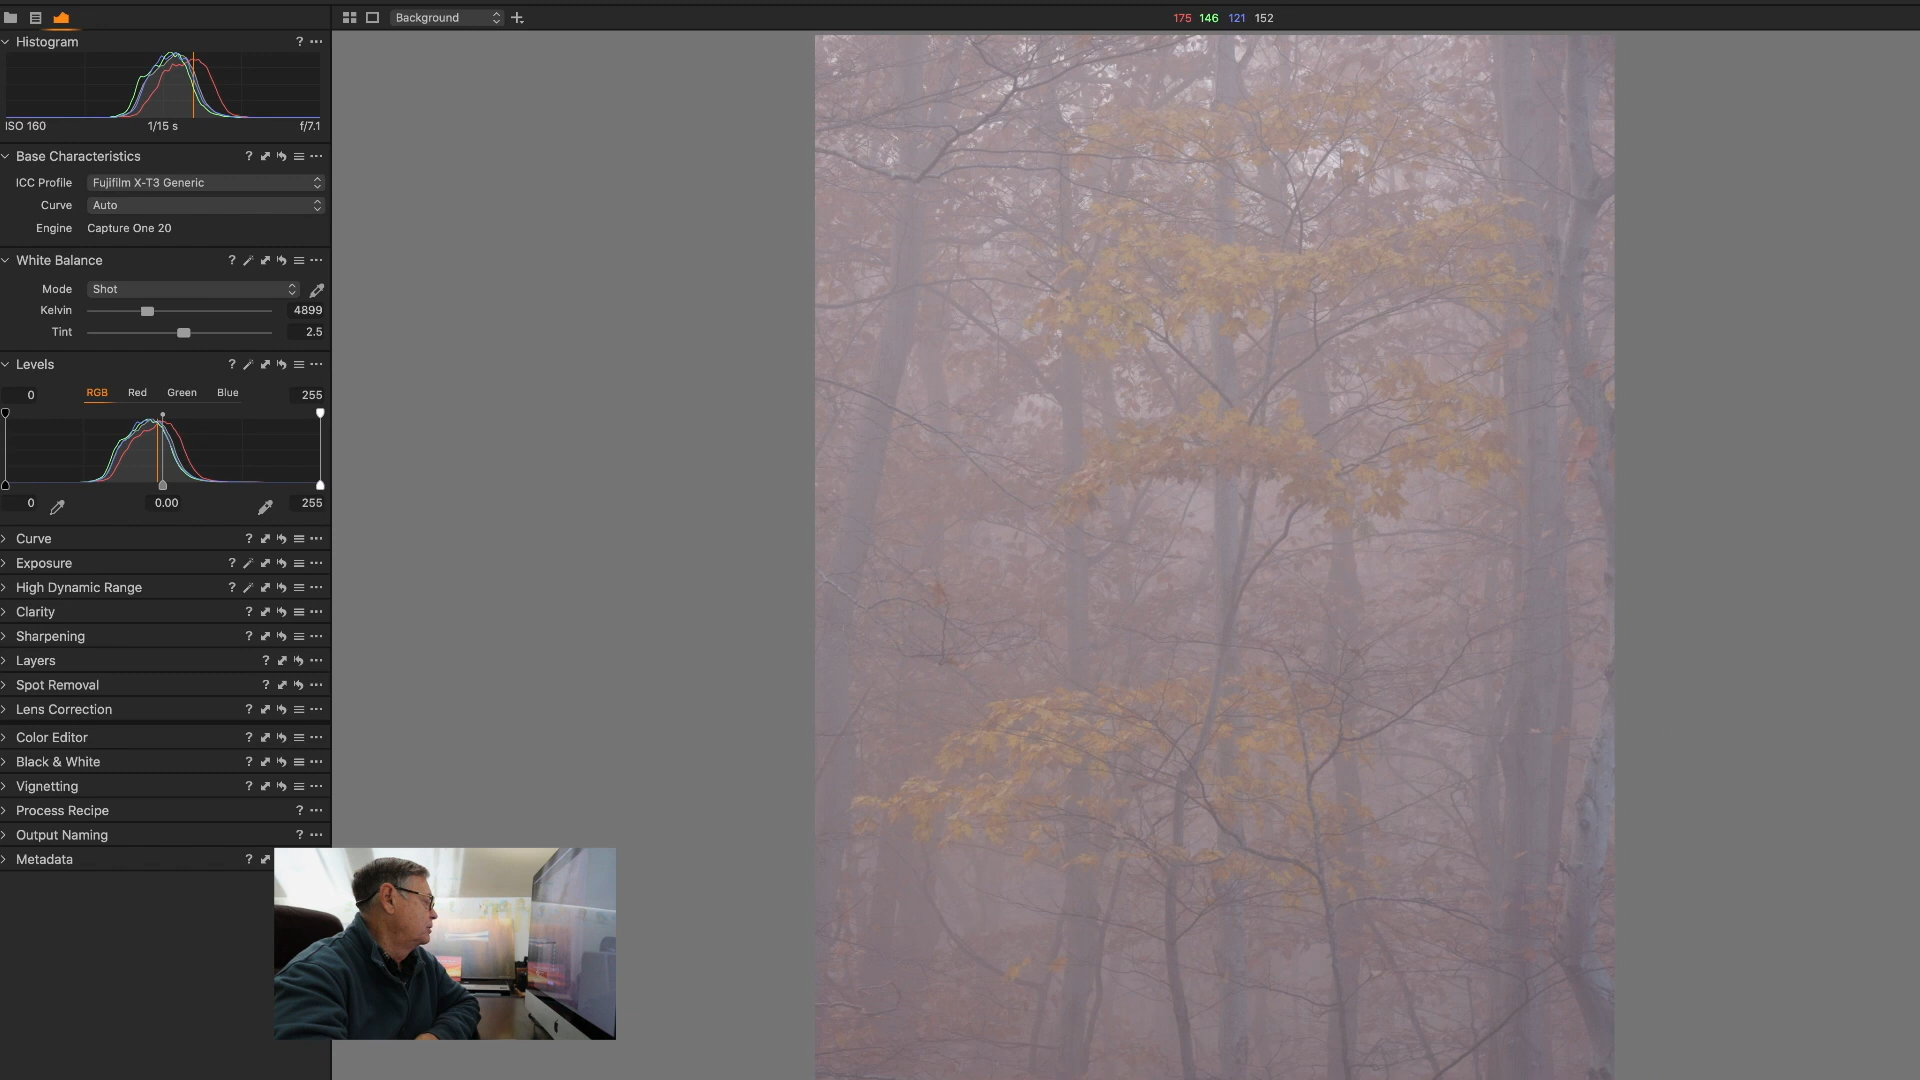 Background
175 146 121 152
Histogram ?
ISO 160 1/15 s f/7.1
Base Characteristics ?
ICC Profile Fujifilm X-T3 Generic
Curve Auto
Engine Capture One 20
White Balance ?
Mode Shot
Kelvin 4899
Tint 2.5
Levels ?
0 RGB Red Green Blue 255
0 0.00 255
Curve ?
Exposure ?
High Dynamic Range ?
Clarity ?
Sharpening ?
Layers ?
Spot Removal ?
Lens Correction ?
Color Editor ?
Black & White ?
Vignetting ?
Process Recipe ?
Output Naming ?
Metadata ?